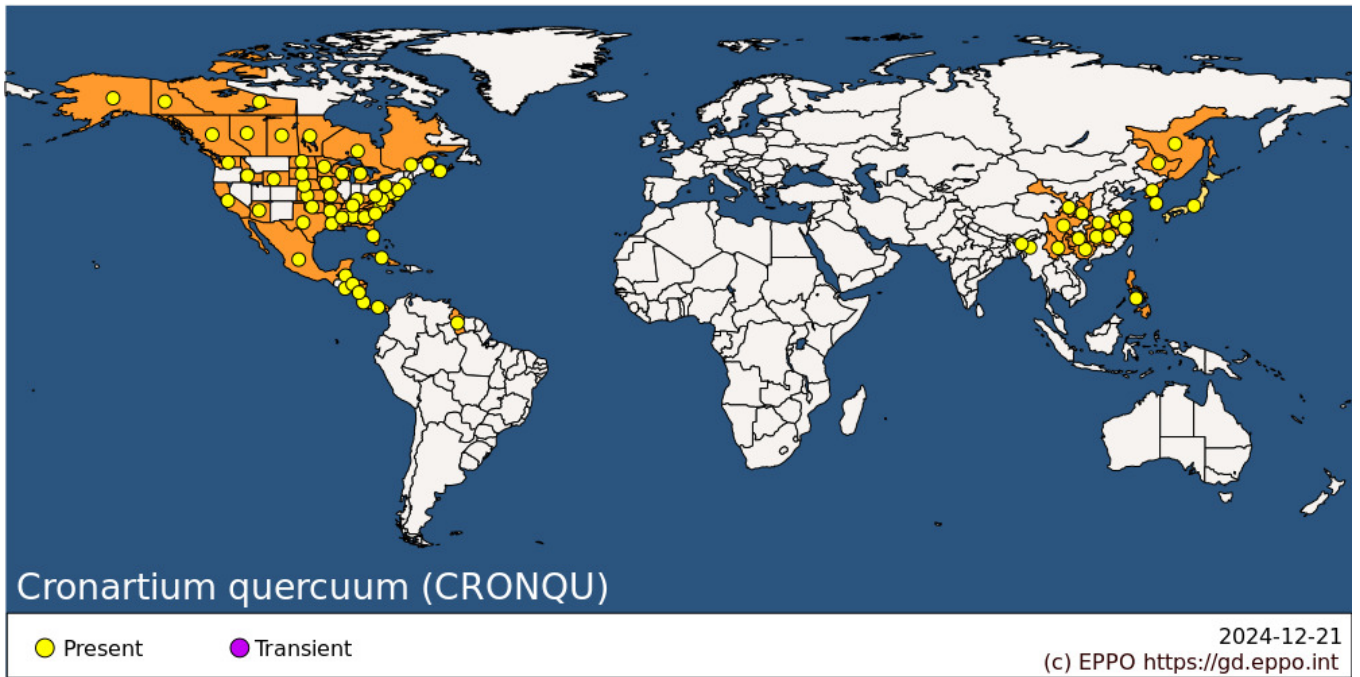 Cronartium quercuum (CRONQU)
Present
Transient
2024-12-21
(c) EPPO https://gd.eppo.int